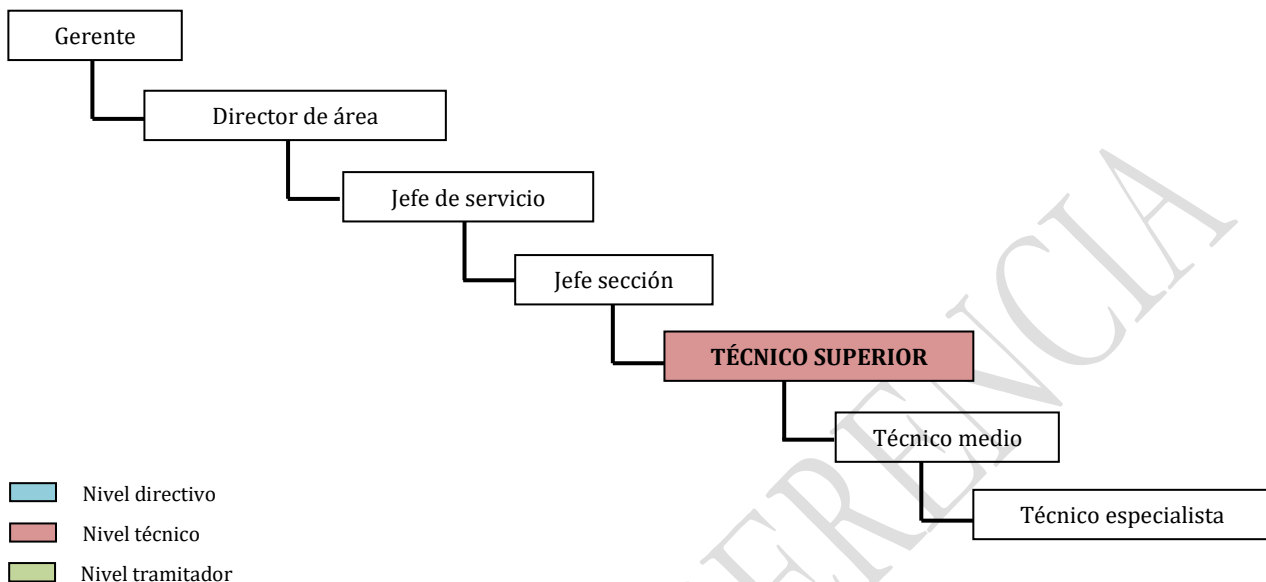 Gerente
Director de área
Jefe de servicio
Jefe sección
TÉCNICO SUPERIOR
Técnico medio
Técnico especialista
Nivel directivo
Nivel técnico
Nivel tramitador
ERENCIA